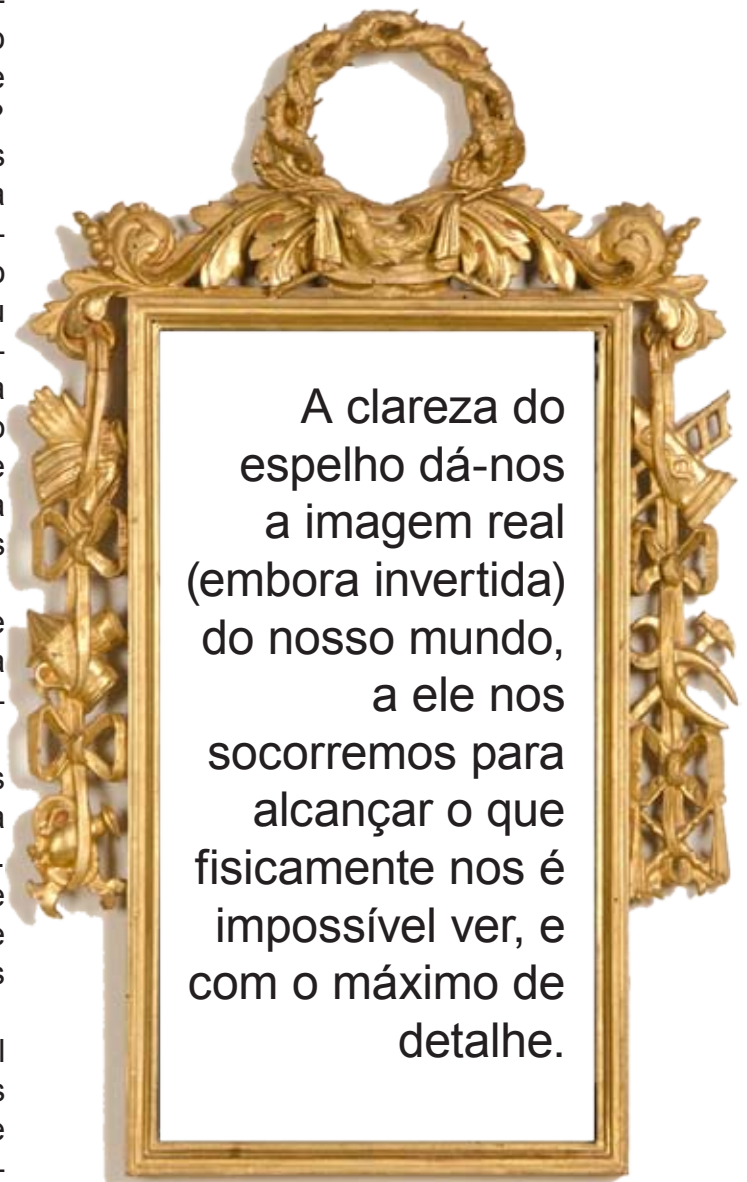 A clareza do
espelho dá-nos
a imagem real
(embora invertida)
do nosso mundo,
a ele nos
socorremos para
alcançar o que
fisicamente nos é
impossível ver, e
com o máximo de
detalhe.